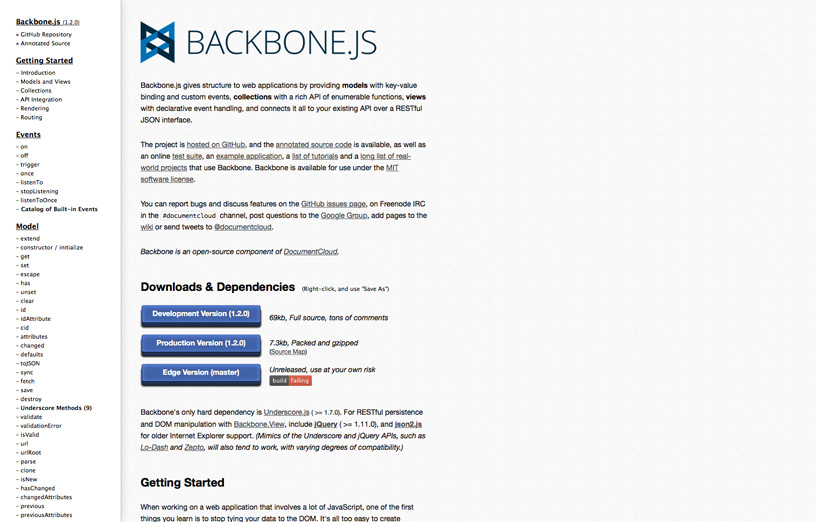 Backbone.js (1.2.0)
» GitHub Repository
» Annotated Source
Getting Started
- Introduction
- Models and Views
- Collections
- API Integration
- Rendering
- Routing
Events
- on
- off
- trigger
- once
- listenTo
- stopListening
- listenToOnce
- Catalog of Built-in Events
Model
- extend
- constructor / initialize
- get
- set
- escape
- has
- unset
- clear
- id
- idAttribute
- cid
- attributes
- changed
- defaults
- toJSON
- sync
- fetch
- save
- destroy
- Underscore Methods (9)
- validate
- validationError
- isValid
- url
- urlRoot
- parse
- clone
- isNew
- hasChanged
- changedAttributes
- previous
- previousAttributes
BACKBONE.JS
Backbone.js gives structure to web applications by providing models with key-value
binding and custom events, collections with a rich API of enumerable functions, views
with declarative event handling, and connects it all to your existing API over a RESTful
JSON interface.
The project is hosted on GitHub, and the annotated source code is available, as well as
an online test suite, an example application, a list of tutorials and a long list of real-
world projects that use Backbone. Backbone is available for use under the MIT
software license.
You can report bugs and discuss features on the GitHub issues page, on Freenode IRC
in the #documentcloud channel, post questions to the Google Group, add pages to the
wiki or send tweets to @documentcloud.
Backbone is an open-source component of DocumentCloud.
Downloads & Dependencies (Right-click, and use "Save As")
Development Version (1.2.0) 69kb, Full source, tons of comments
Production Version (1.2.0) 7.3kb, Packed and gzipped
(Source Map)
Edge Version (master) Unreleased, use at your own risk
build failing
Backbone's only hard dependency is Underscore.js ( >= 1.7.0). For RESTful persistence
and DOM manipulation with Backbone.View, include jQuery ( >= 1.11.0), and json2.js
for older Internet Explorer support. (Mimics of the Underscore and jQuery APIs, such as
Lo-Dash and Zepto, will also tend to work, with varying degrees of compatibility.)
Getting Started
When working on a web application that involves a lot of JavaScript, one of the first
things you learn is to stop tying your data to the DOM. It's all too easy to create